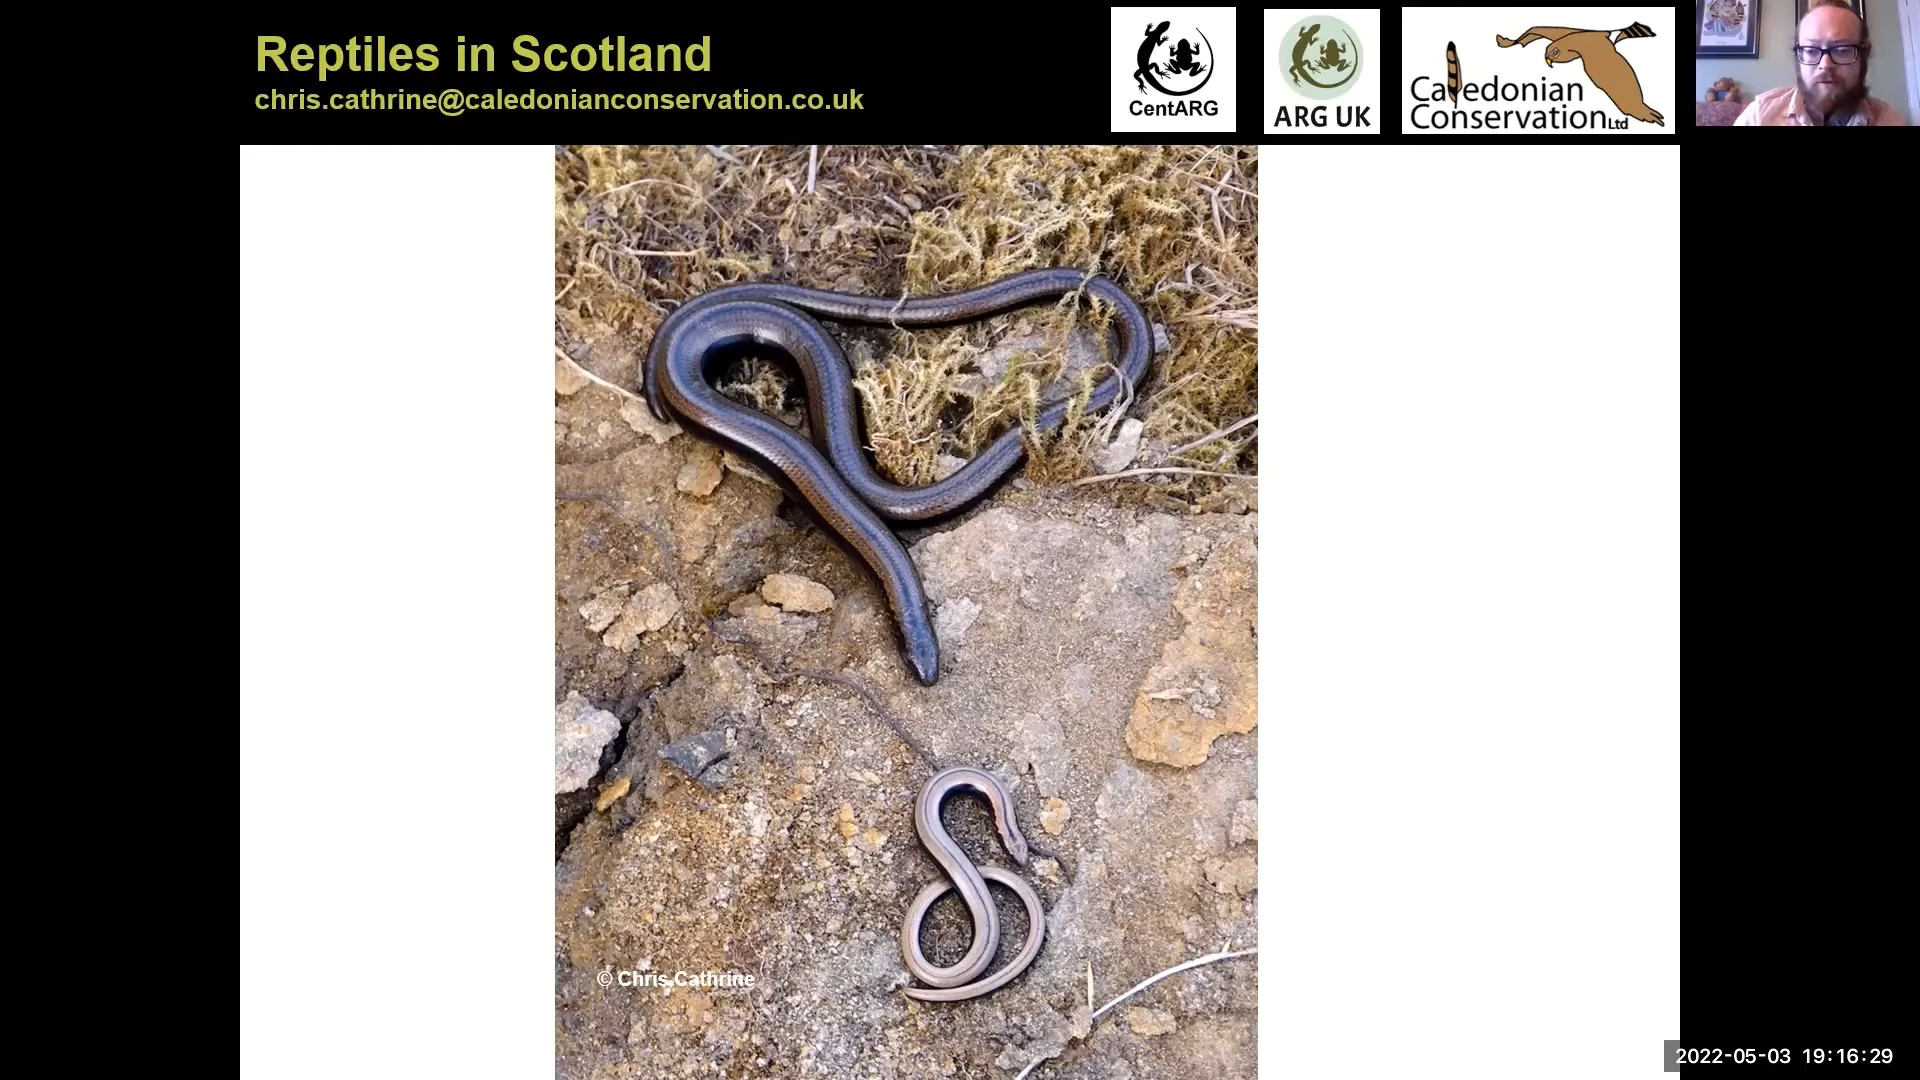 Reptiles in Scotland
chris.cathrine@caledonianconservation.co.uk
CentARG
ARG UK
Caledonian
Conservation Ltd
© Chris Cathrine
2022-05-03 19:16:29